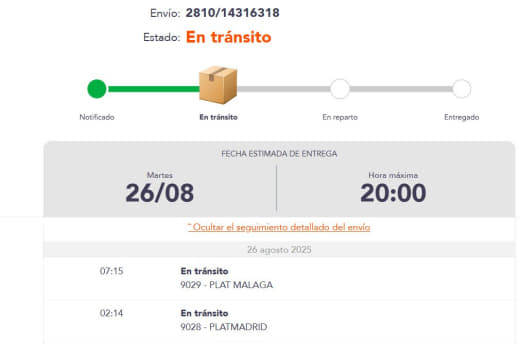 Envío: 2810/14316318
Estado: En tránsito
Notificado En tránsito En reparto Entregado
FECHA ESTIMADA DE ENTREGA
Martes Hora máxima
26/08 20:00
ˆ Ocultar el seguimiento detallado del envío
26 agosto 2025
07:15 En tránsito
9029 - PLAT MALAGA
02:14 En tránsito
9028 - PLATMADRID